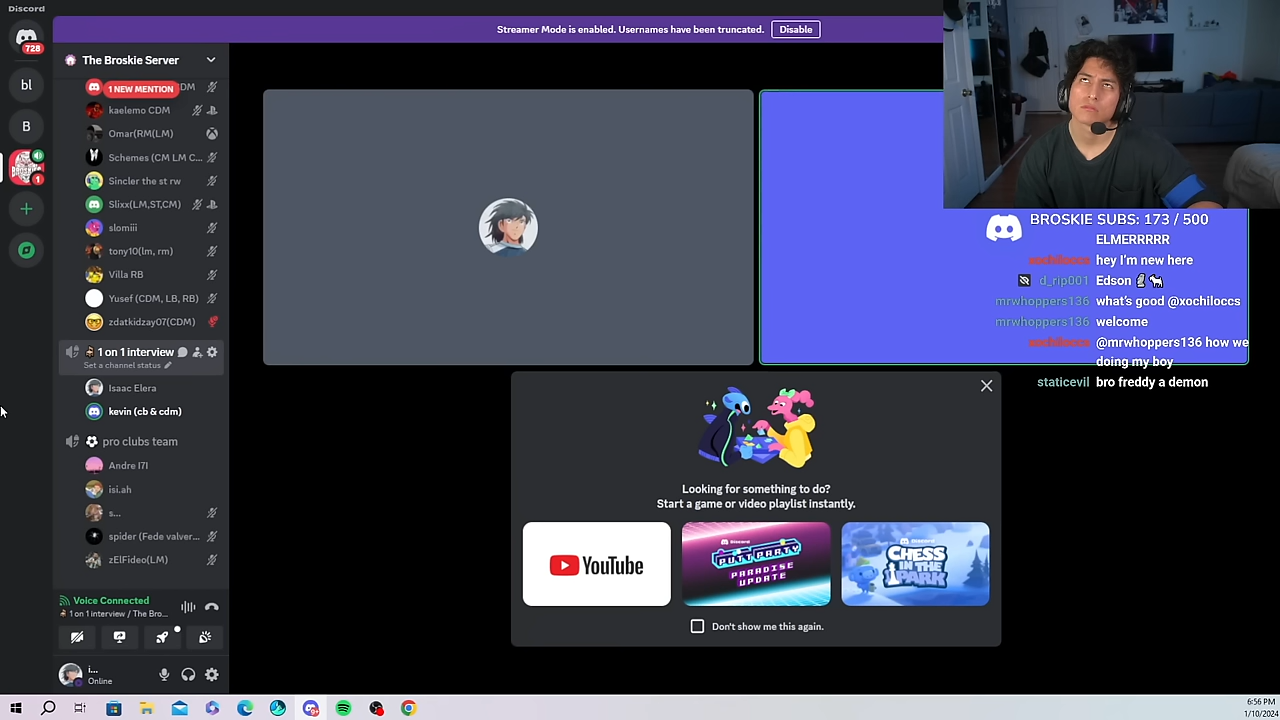 Discord
Streamer Mode is enabled. Usernames have been truncated.
Disable
728
bl
B
1
The Broskie Server
1 NEW MENTION
DM
kaelemo CDM
Omar(RM(LM)
Schemes (CM LM C...
Sincler the st rw
Slixx(LM,ST,CM)
slomiii
tony10(lm, rm)
Villa RB
Yusef (CDM, LB, RB)
zdatkidzay07(CDM)
1 on 1 interview
Set a channel status
Isaac Elera
kevin (cb & cdm)
pro clubs team
Andre l7l
isi.ah
s...
spider (Fede valver...
zElFideo(LM)
Voice Connected
1 on 1 interview / The Bro...
i...
Online
BROSKIE SUBS: 173 / 500
ELMERRRRR
hey I'm new here
d_rip001 Edson
mrwhoppers136 what's good @xochiloccs
mrwhoppers136 welcome
@mrwhoppers136 how we
doing my boy
staticevil bro freddy a demon
Looking for something to do?
Start a game or video playlist instantly.
YouTube
Discord
PUTT PARTY
PARADISE
UPDATE
Discord
CHESS
IN THE
PARK
Don't show me this again.
6:56 PM
1/10/2024